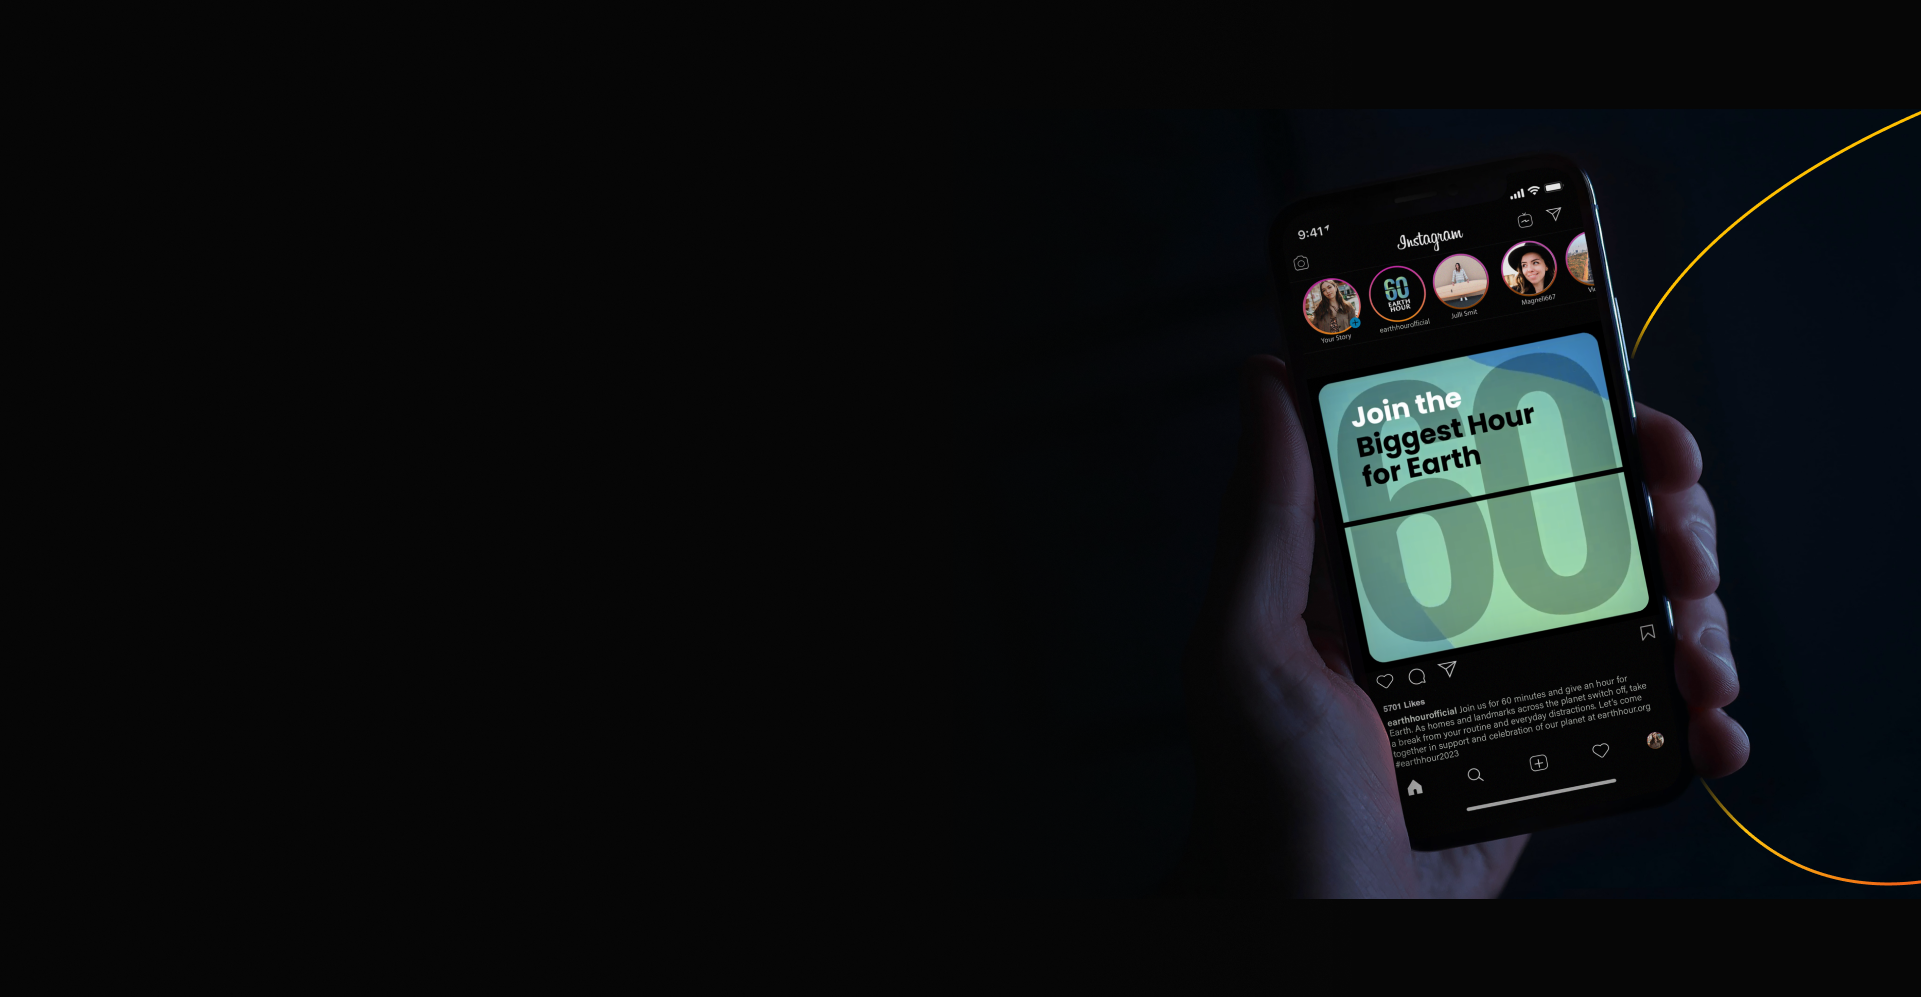 9:41
Instagram
60
EARTH
HOUR
Your Story
earthhourofficial
Julli Smit
Magneli667
60
Join the
Biggest Hour
for Earth
5701 Likes
earthhourofficial Join us for 60 minutes and give an hour for
Earth. As homes and landmarks across the planet switch off, take
a break from your routine and everyday distractions. Let's come
together in support and celebration of our planet at earthhour.org
#earthhour2023